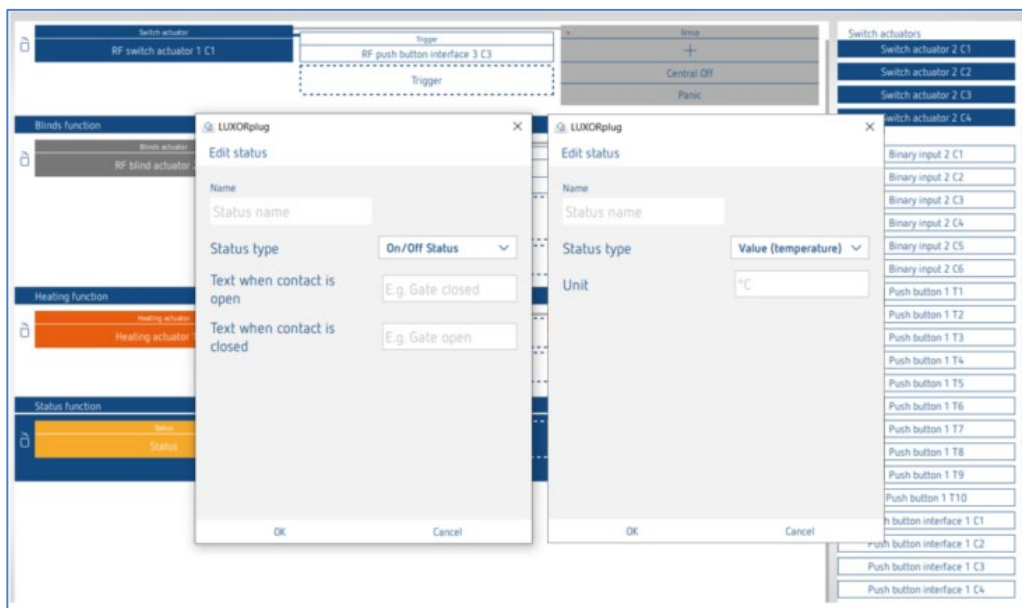 Switch actuator
RF switch actuator 1 C1
Trigger
RF push button interface 3 C3
Trigger
Group
+
Central Off
Panic
Blinds function
Blinds actuator
RF blind actuator
Heating function
Heating actuator
Heating actuator
Status function
Status
Status
LUXORplug
Edit status
Name
Status name
Status type
On/Off Status
Text when contact is
open
E.g. Gate closed
Text when contact is
closed
E.g. Gate open
OK
Cancel
LUXORplug
Edit status
Name
Status name
Status type
Value (temperature)
Unit
°C
OK
Cancel
Switch actuators
Switch actuator 2 C1
Switch actuator 2 C2
Switch actuator 2 C3
Switch actuator 2 C4
Binary input 2 C1
Binary input 2 C2
Binary input 2 C3
Binary input 2 C4
Binary input 2 C5
Binary input 2 C6
Push button 1 T1
Push button 1 T2
Push button 1 T3
Push button 1 T4
Push button 1 T5
Push button 1 T6
Push button 1 T7
Push button 1 T8
Push button 1 T9
Push button 1 T10
h button interface 1 C1
Push button interface 1 C2
Push button interface 1 C3
Push button interface 1 C4